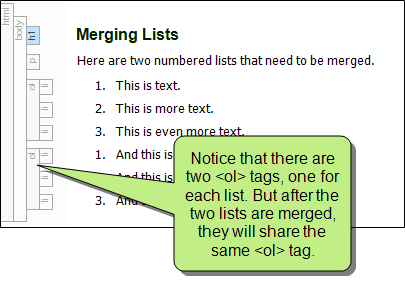 html
body
h1
p
ol
li
li
li
ol
li
li
li
Merging Lists
Here are two numbered lists that need to be merged.
1. This is text.
2. This is more text.
3. This is even more text.
1. And this is
2. And this is
3. And
Notice that there are
two <ol> tags, one for
each list. But after the
two lists are merged,
they will share the
same <ol> tag.